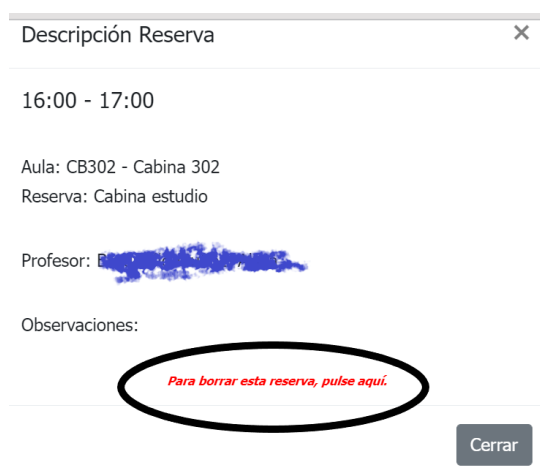 Descripción Reserva ×
16:00 - 17:00
Aula: CB302 - Cabina 302
Reserva: Cabina estudio
Profesor:
Observaciones:
Para borrar esta reserva, pulse aquí.
Cerrar